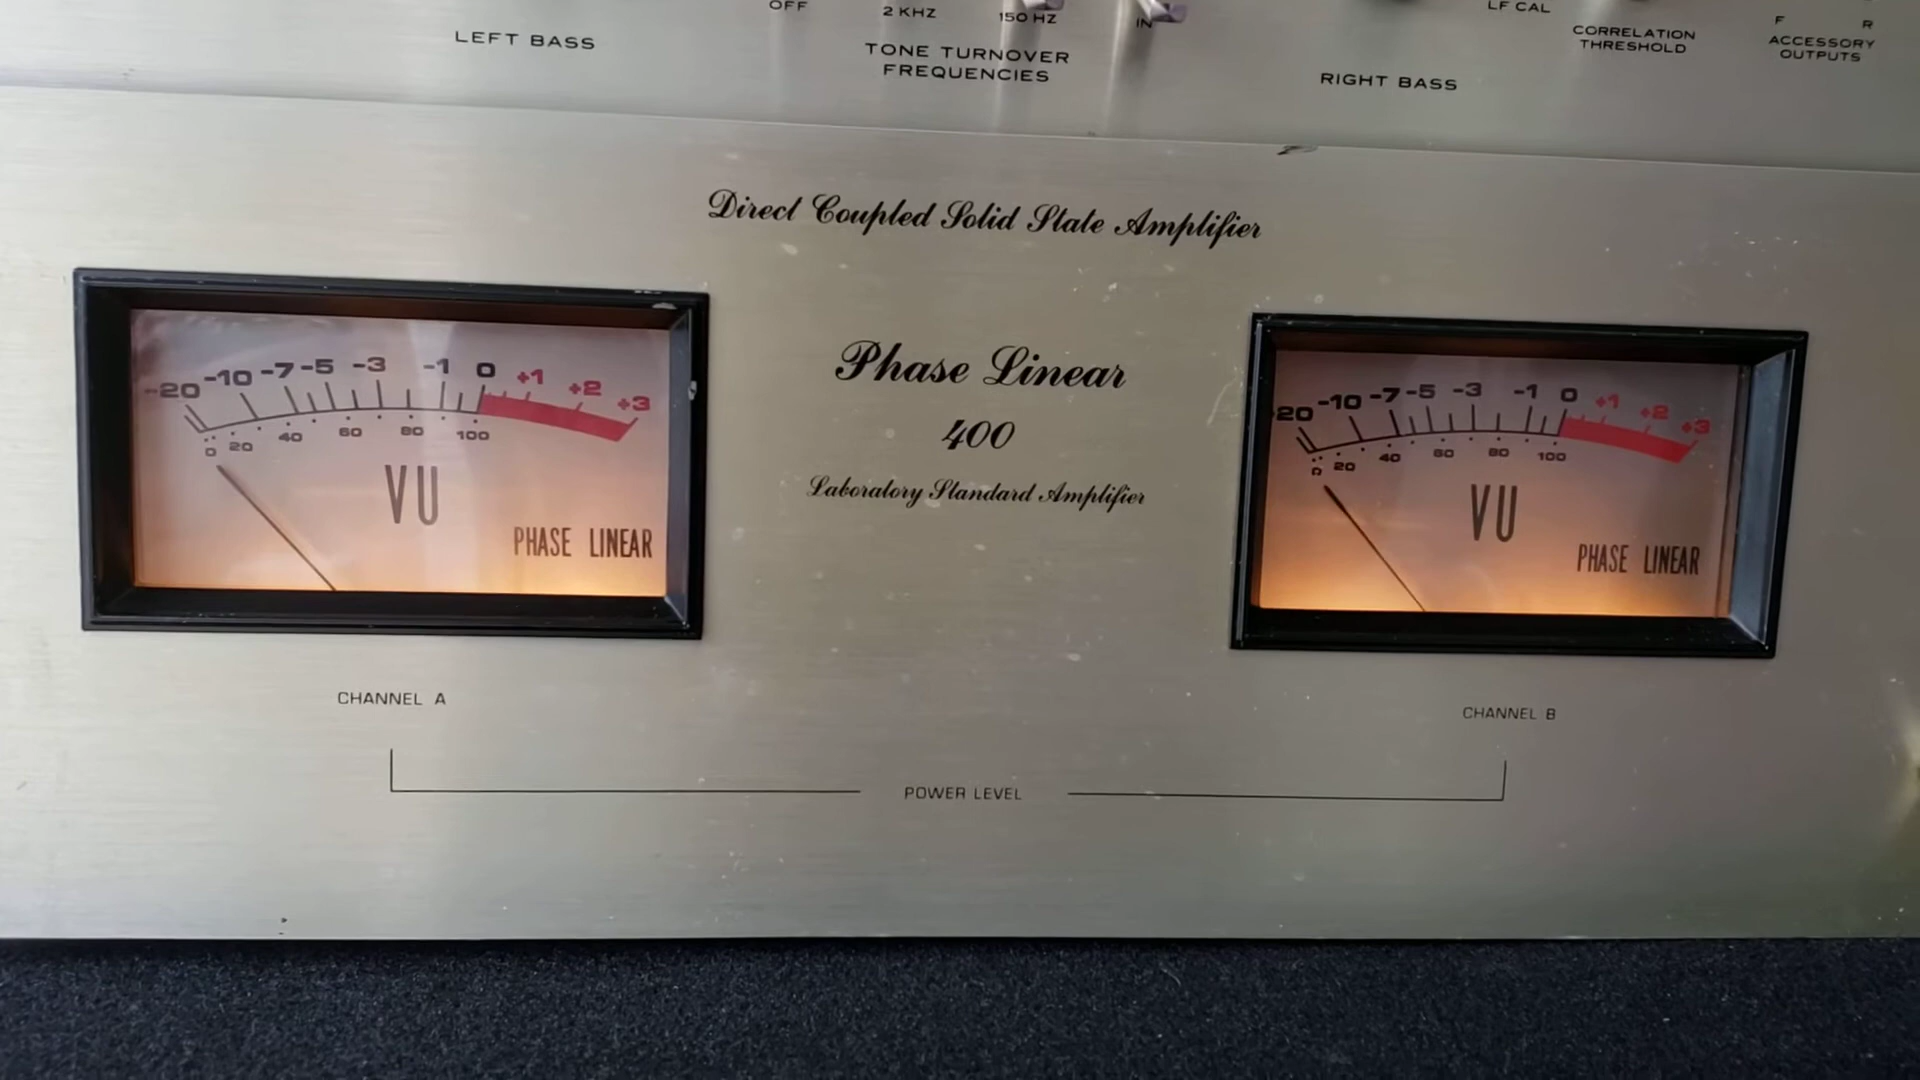 OFF
2 KHZ
150 HZ
IN
LF CAL
F
R
LEFT BASS
TONE TURNOVER
FREQUENCIES
RIGHT BASS
CORRELATION
THRESHOLD
ACCESSORY
OUTPUTS
Direct Coupled Solid State Amplifier
-20 -10 -7 -5 -3 -1 0 +1 +2 +3
0 20 40 60 80 100
VU
PHASE LINEAR
Phase Linear
400
Laboratory Standard Amplifier
20 -10 -7 -5 -3 -1 0 +1 +2 +3
0 20 40 60 80 100
VU
PHASE LINEAR
CHANNEL A
CHANNEL B
POWER LEVEL